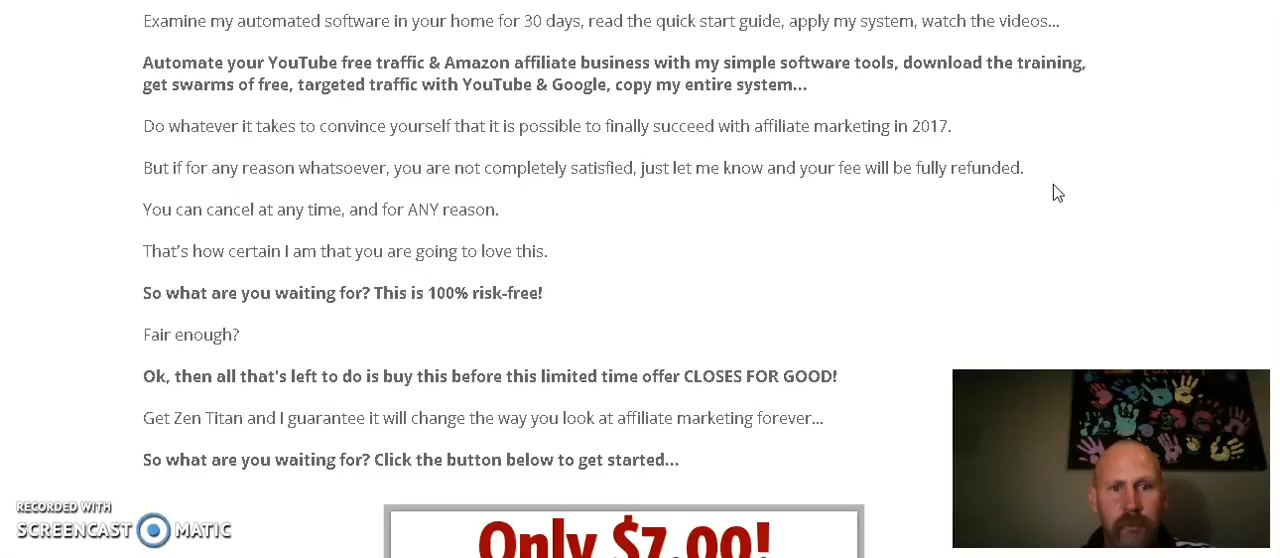 Examine my automated software in your home for 30 days, read the quick start guide, apply my system, watch the videos...
Automate your YouTube free traffic & Amazon affiliate business with my simple software tools, download the training,
get swarms of free, targeted traffic with YouTube & Google, copy my entire system...
Do whatever it takes to convince yourself that it is possible to finally succeed with affiliate marketing in 2017.
But if for any reason whatsoever, you are not completely satisfied, just let me know and your fee will be fully refunded.
You can cancel at any time, and for ANY reason.
That's how certain I am that you are going to love this.
So what are you waiting for? This is 100% risk-free!
Fair enough?
Ok, then all that's left to do is buy this before this limited time offer CLOSES FOR GOOD!
Get Zen Titan and I guarantee it will change the way you look at affiliate marketing forever...
So what are you waiting for? Click the button below to get started...
RECORDED WITH
SCREENCAST MATIC
Only $7.00!